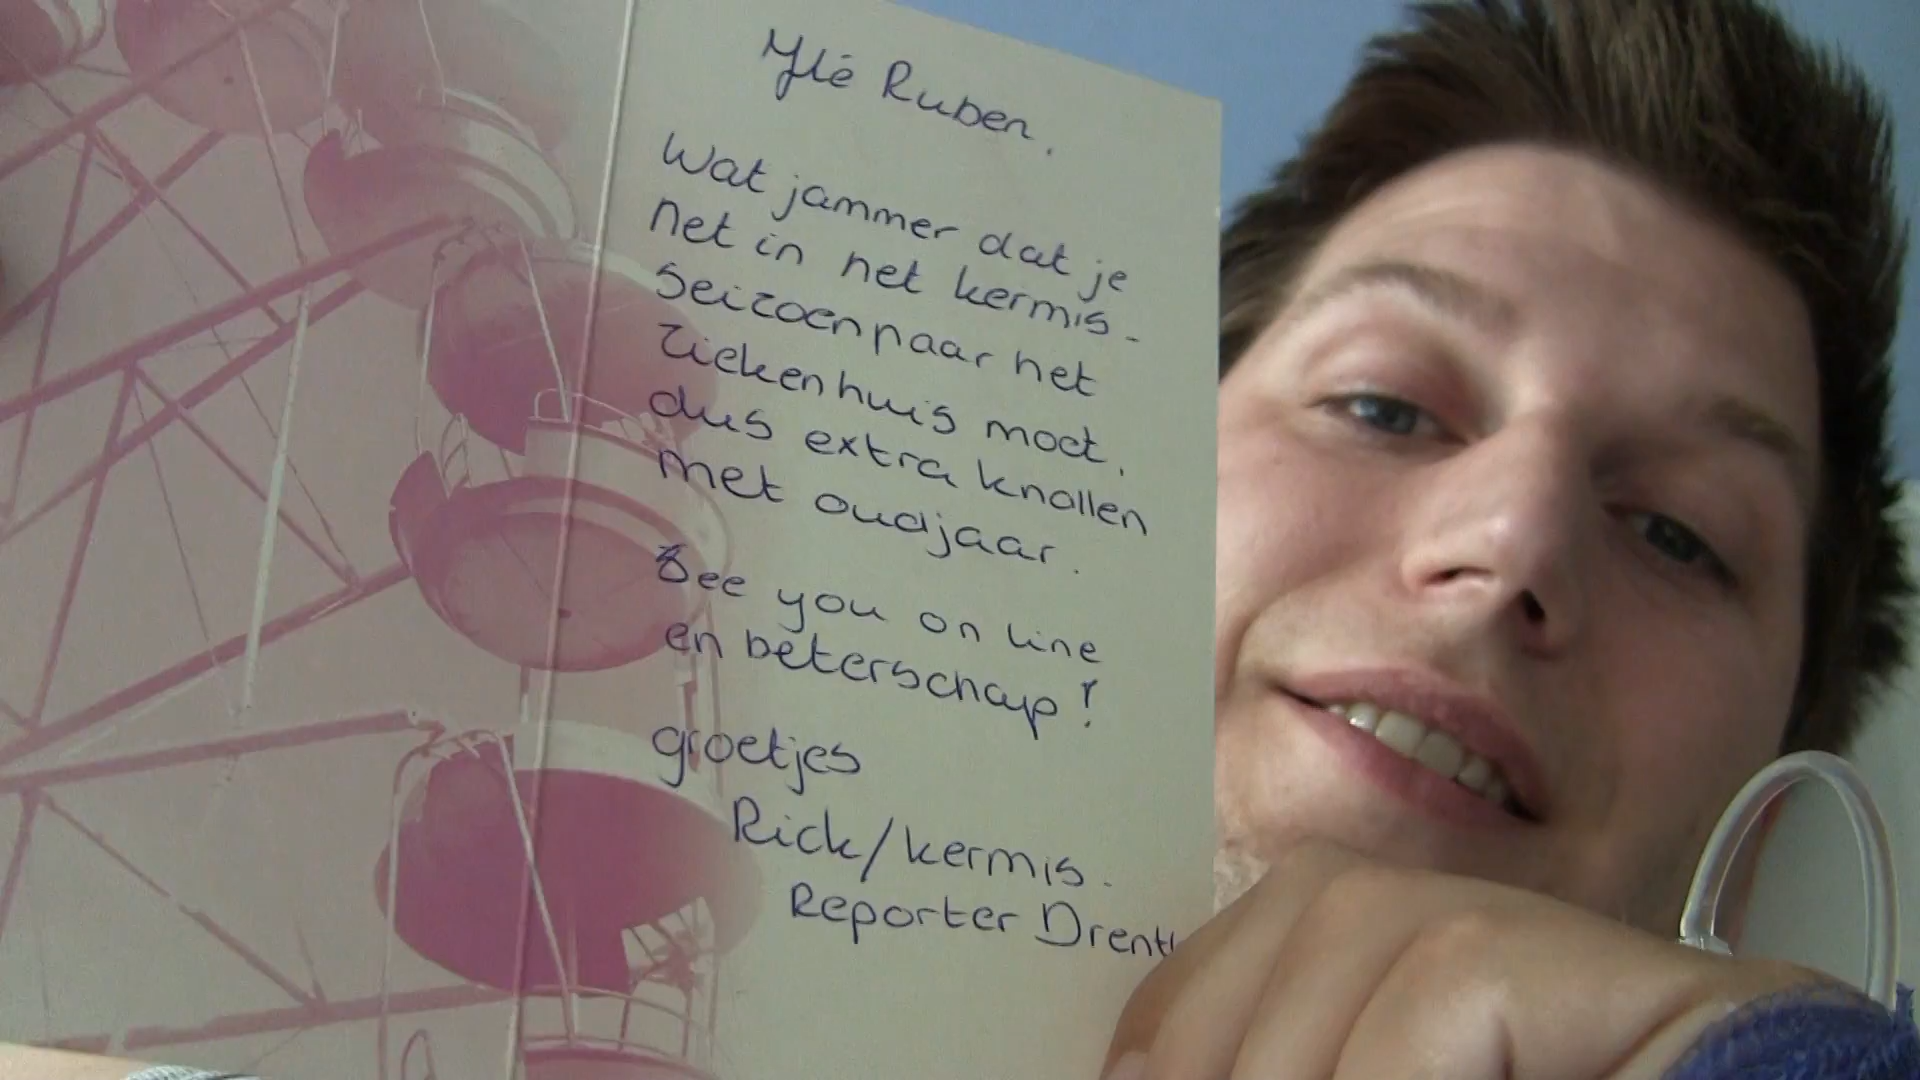 Ruben.
Wat jammer dat je
net in het kermis-
seizoen naar het
ziekenhuis moet.
dus extra knallen
met oudjaar.
See you on line
en beterschap!
groetjes
Rick/kermis-
Reporter Drent